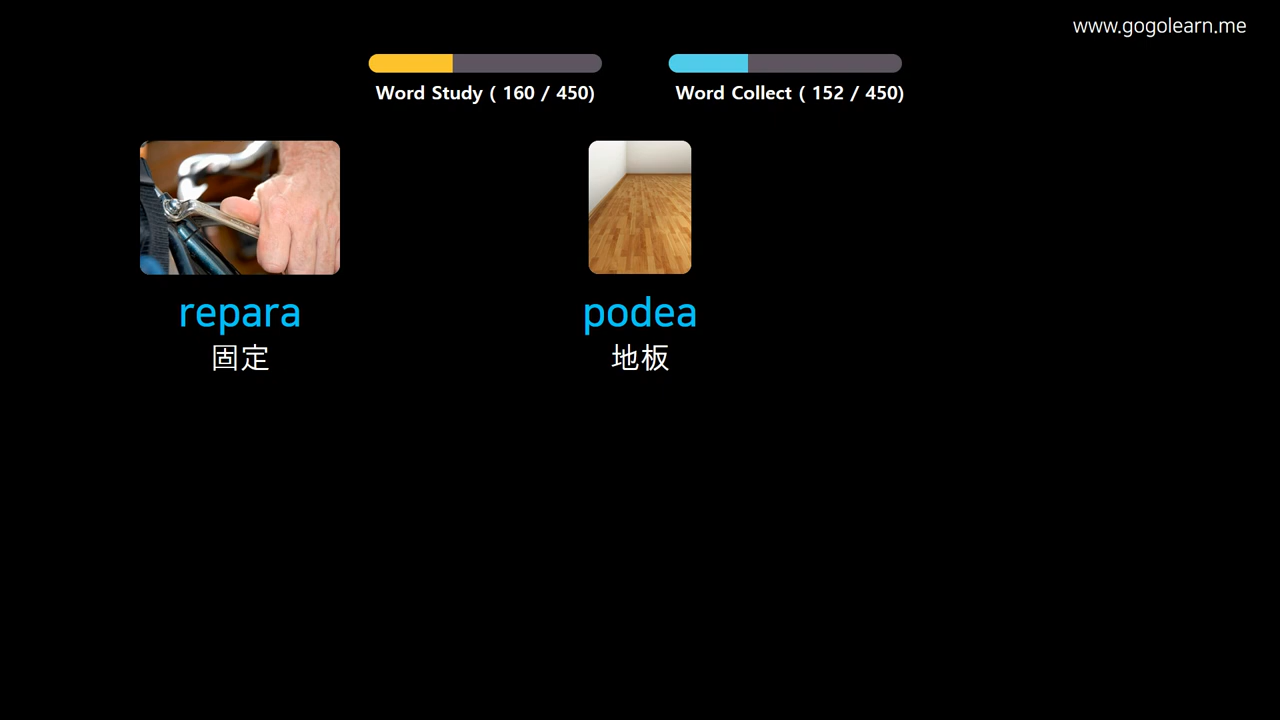 www.gogolearn.me
Word Study ( 160 / 450)
Word Collect ( 152 / 450)
repara
固定
podea
地板